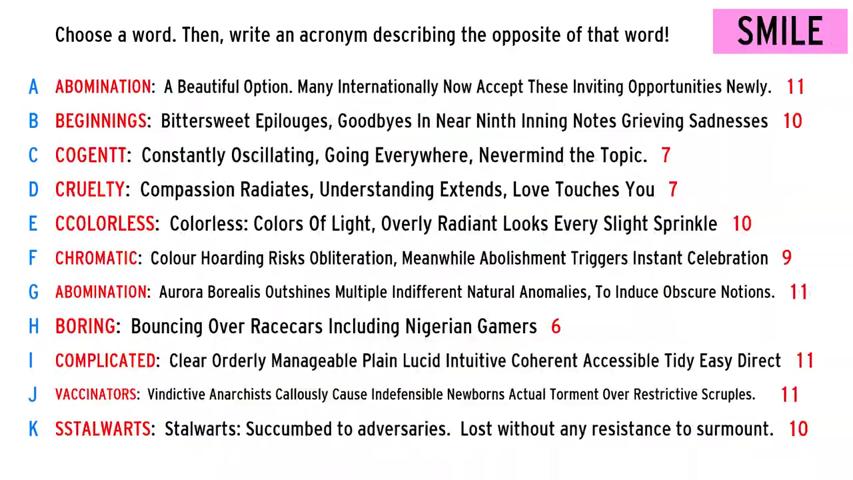 Choose a word. Then, write an acronym describing the opposite of that word!
SMILE
A ABOMINATION: A Beautiful Option. Many Internationally Now Accept These Inviting Opportunities Newly. 11
B BEGINNINGS: Bittersweet Epilouges, Goodbyes In Near Ninth Inning Notes Grieving Sadnesses 10
C COGENTT: Constantly Oscillating, Going Everywhere, Nevermind the Topic. 7
D CRUELTY: Compassion Radiates, Understanding Extends, Love Touches You 7
E CCOLORLESS: Colorless: Colors Of Light, Overly Radiant Looks Every Slight Sprinkle 10
F CHROMATIC: Colour Hoarding Risks Obliteration, Meanwhile Abolishment Triggers Instant Celebration 9
G ABOMINATION: Aurora Borealis Outshines Multiple Indifferent Natural Anomalies, To Induce Obscure Notions. 11
H BORING: Bouncing Over Racecars Including Nigerian Gamers 6
I COMPLICATED: Clear Orderly Manageable Plain Lucid Intuitive Coherent Accessible Tidy Easy Direct 11
J VACCINATORS: Vindictive Anarchists Callously Cause Indefensible Newborns Actual Torment Over Restrictive Scruples. 11
K SSTALWARTS: Stalwarts: Succumbed to adversaries. Lost without any resistance to surmount. 10